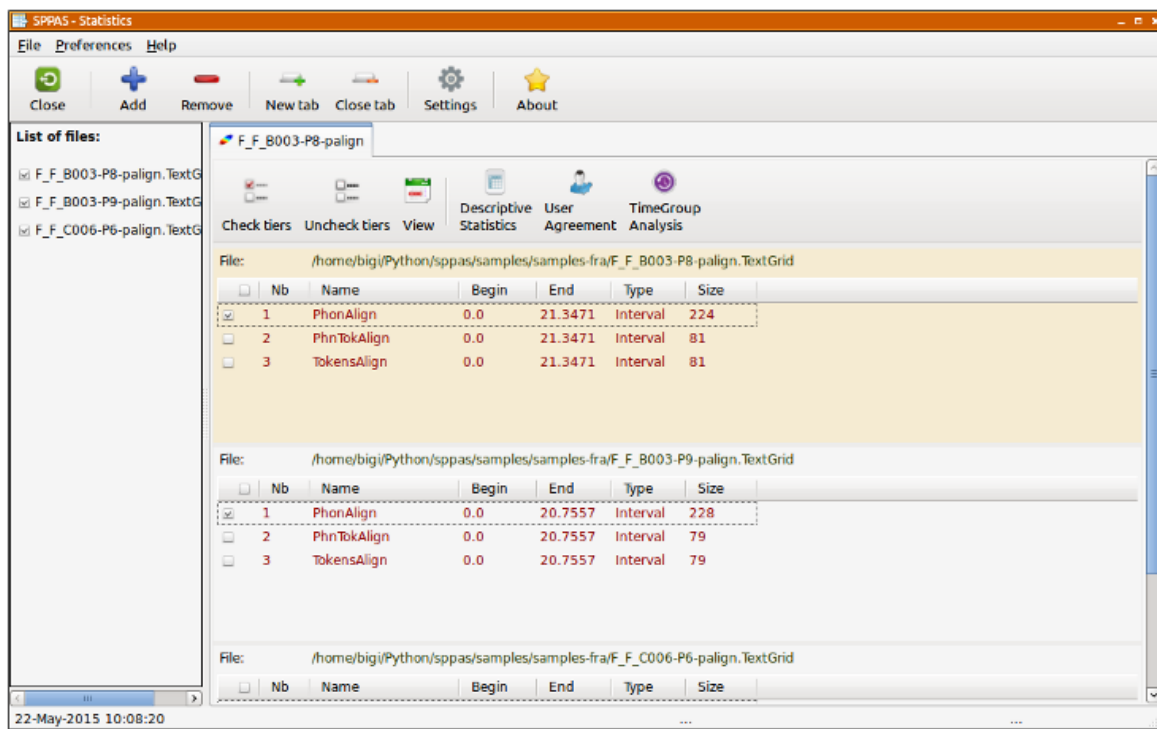 SPPAS - Statistics
File Preferences Help
Close Add Remove New tab Close tab Settings About
List of files:
F_F_B003-P8-palign.TextG
F_F_B003-P9-palign.TextG
F_F_C006-P6-palign.TextG
F_F_B003-P8-palign
Check tiers Uncheck tiers View Descriptive Statistics User Agreement TimeGroup Analysis
File: /home/bigi/Python/sppas/samples/samples-fra/F_F_B003-P8-palign.TextGrid
Nb Name Begin End Type Size
1 PhonAlign 0.0 21.3471 Interval 224
2 PhnTokAlign 0.0 21.3471 Interval 81
3 TokensAlign 0.0 21.3471 Interval 81
File: /home/bigi/Python/sppas/samples/samples-fra/F_F_B003-P9-palign.TextGrid
Nb Name Begin End Type Size
1 PhonAlign 0.0 20.7557 Interval 228
2 PhnTokAlign 0.0 20.7557 Interval 79
3 TokensAlign 0.0 20.7557 Interval 79
File: /home/bigi/Python/sppas/samples/samples-fra/F_F_C006-P6-palign.TextGrid
Nb Name Begin End Type Size
22-May-2015 10:08:20 ... ...